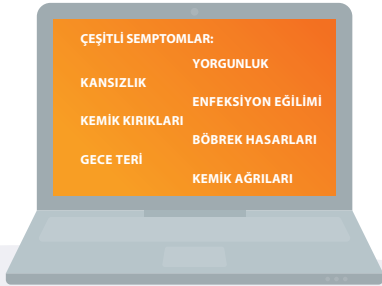 ÇEŞİTLİ SEMPTOMLAR:
YORGUNLUK
KANSIZLIK
ENFEKSİYON EĞİLİMİ
KEMİK KIRIKLARI
BÖBREK HASARLARI
GECE TERİ
KEMİK AĞRILARI